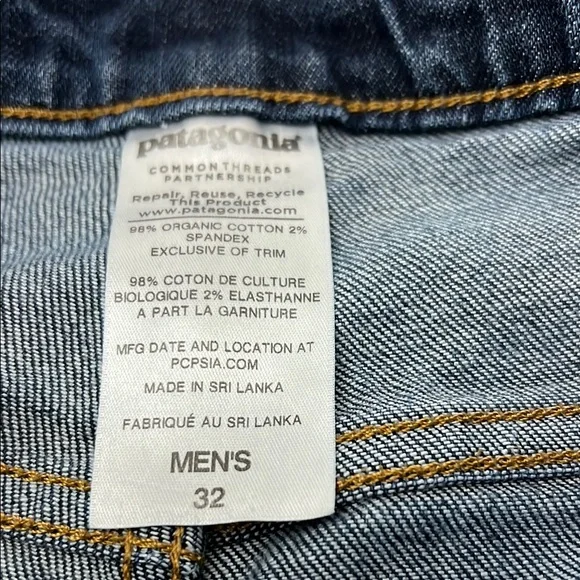 patagonia
COMMON THREADS
PARTNERSHIP
Repair, Reuse, Recycle
This Product
www.patagonia.com
98% ORGANIC COTTON 2%
SPANDEX
EXCLUSIVE OF TRIM
98% COTON DE CULTURE
BIOLOGIQUE 2% ELASTHANNE
A PART LA GARNITURE
MFG DATE AND LOCATION AT
PCPSIA.COM
MADE IN SRI LANKA
FABRIQUÉ AU SRI LANKA
MEN'S
32